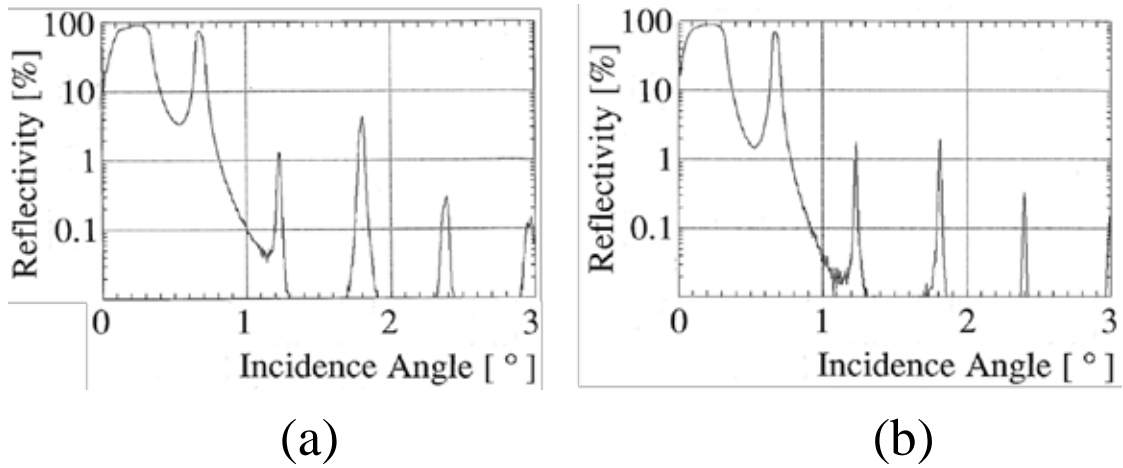 Reflectivity [%]
100
10
1
0.1
0
1
2
3
Incidence Angle [ ° ]
(a)
Reflectivity [%]
100
10
1
0.1
0
1
2
3
Incidence Angle [ ° ]
(b)